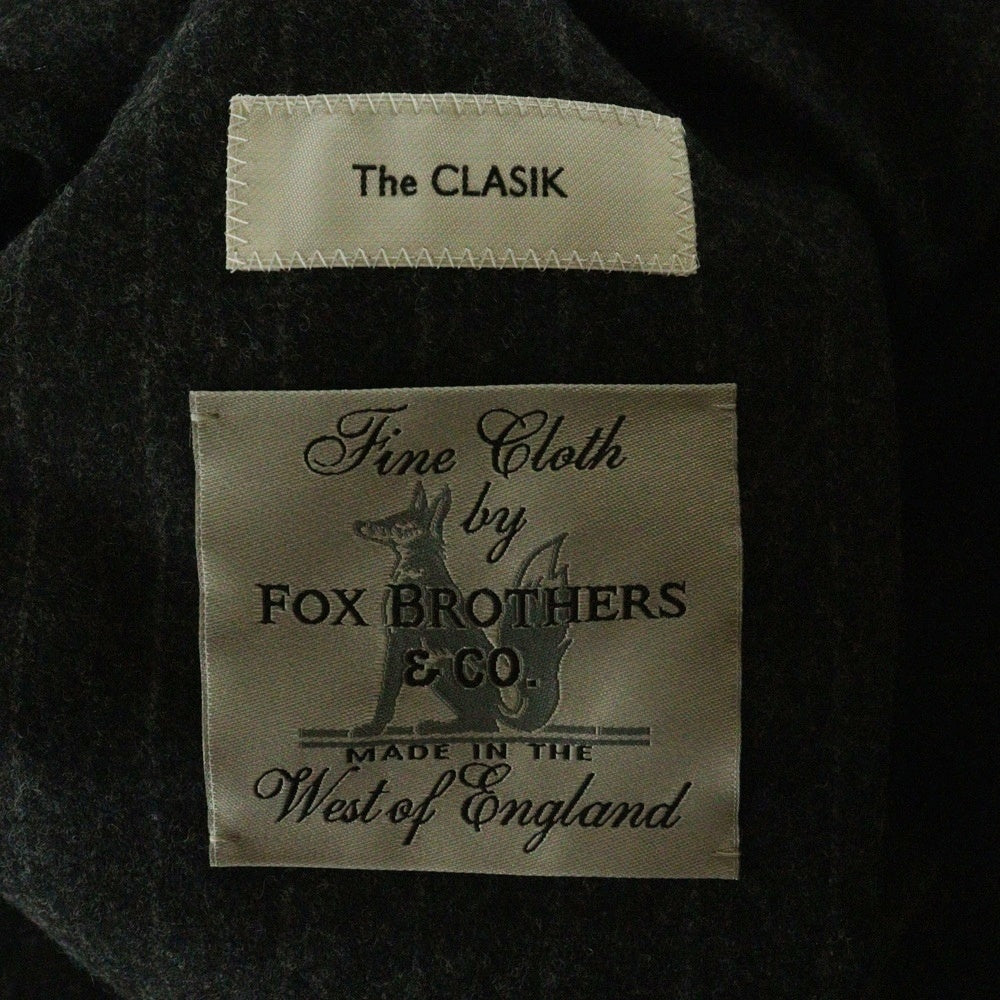 The CLASIK
Fine Cloth
by
FOX BROTHERS
& CO.
MADE IN THE
West of England